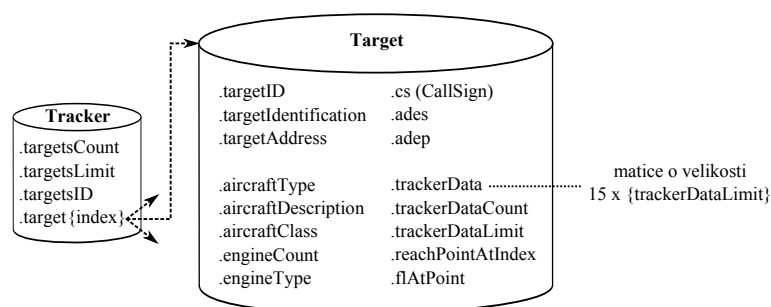 Target
.targetID
.targetIdentification
.targetAddress
.aircraftType
.aircraftDescription
.aircraftClass
.engineCount
.engineType
.cs (CallSign)
.ades
.adep
.trackerData
.trackerDataCount
.trackerDataLimit
.reachPointAtIndex
.flAtPoint
Tracker
.targetsCount
.targetsLimit
.targetsID
.target{index}
matice o velikosti
15 x {trackerDataLimit}